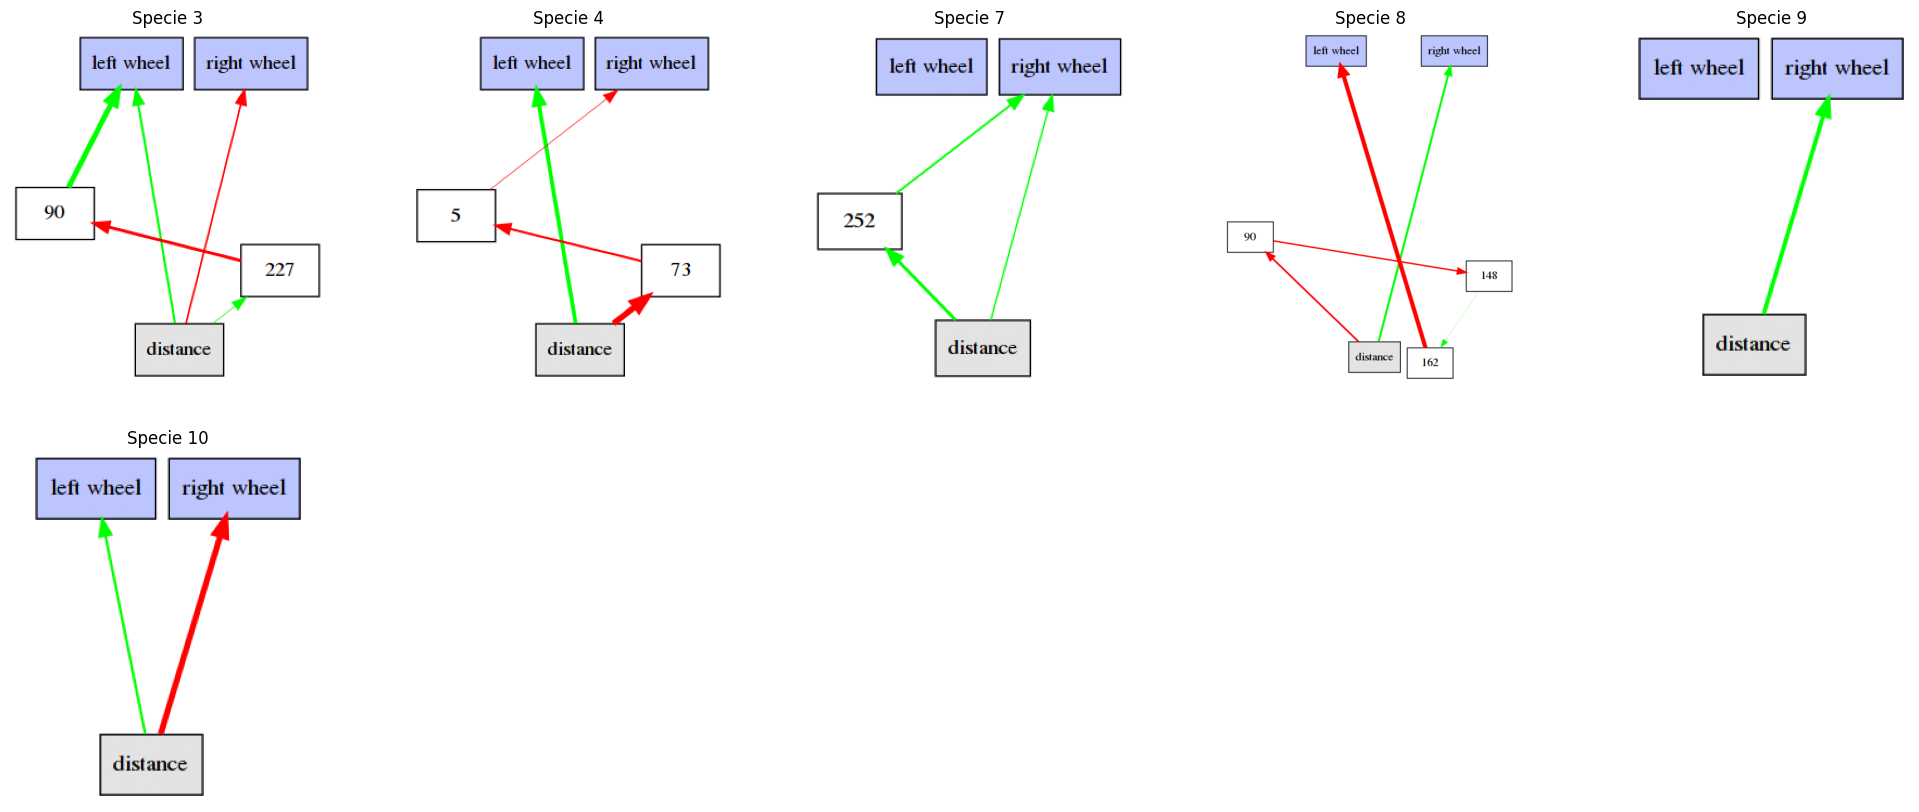 Specie 3
left wheel
right wheel
90
227
distance
Specie 4
left wheel
right wheel
5
73
distance
Specie 7
left wheel
right wheel
252
distance
Specie 8
left wheel
right wheel
90
148
distance
162
Specie 9
left wheel
right wheel
distance
Specie 10
left wheel
right wheel
distance